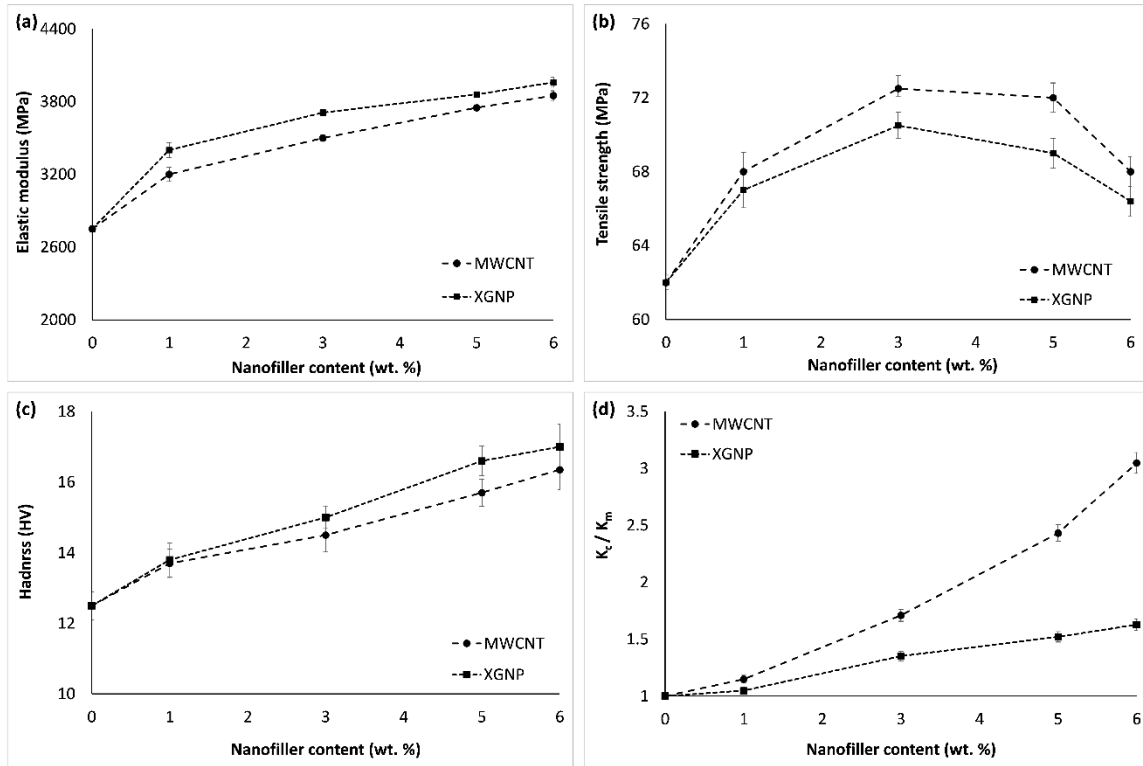 (a)
4400
3800
3200
2600
2000
Elastic modulus (MPa)
MWCNT
XGNP
0 1 2 3 4 5 6
Nanofiller content (wt. %)
(b)
76
72
68
64
60
Tensile strength (MPa)
MWCNT
XGNP
0 1 2 3 4 5 6
Nanofiller content (wt. %)
(c)
18
16
14
12
10
Hadnrss (HV)
MWCNT
XGNP
0 1 2 3 4 5 6
Nanofiller content (wt. %)
(d)
3.5
3
2.5
2
1.5
1
Kc / Km
MWCNT
XGNP
0 1 2 3 4 5 6
Nanofiller content (wt. %)